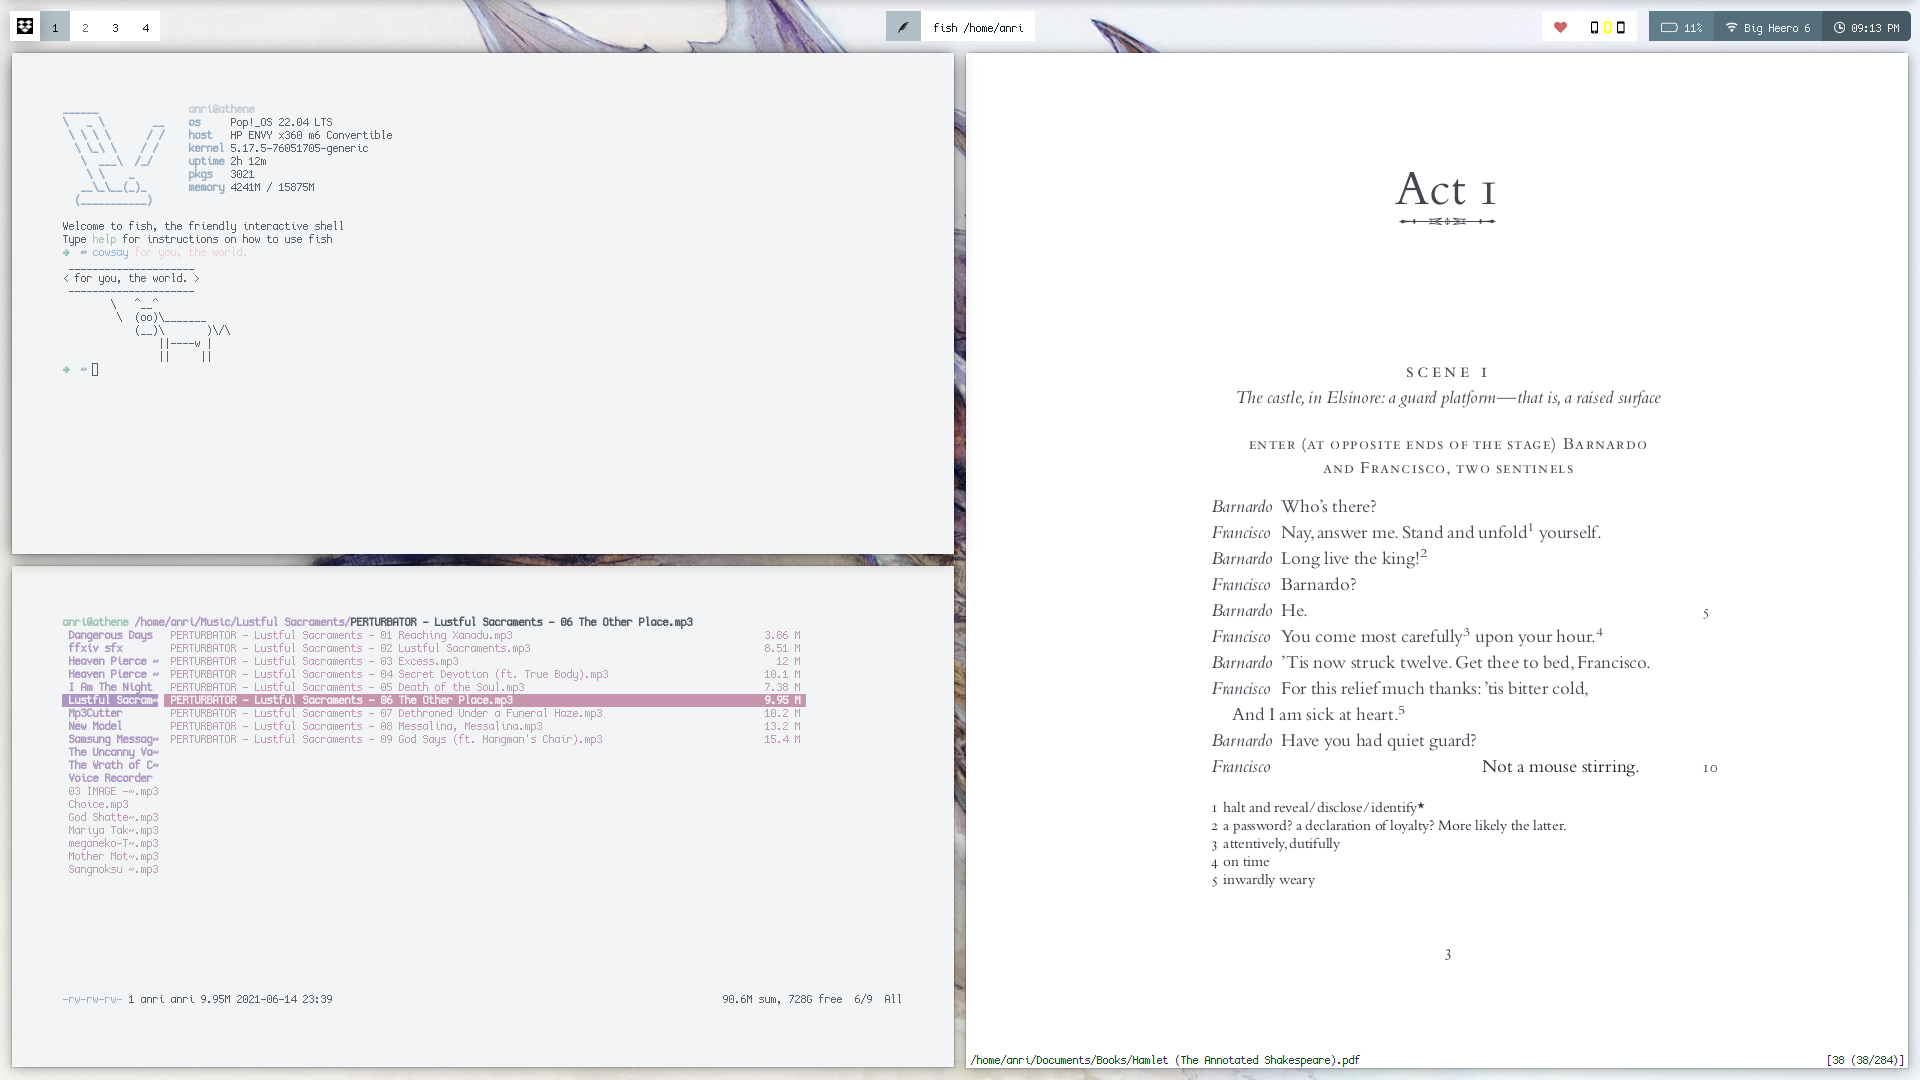 1 2 3 4
fish /home/anri
11% Big Heero 6 09:13 PM
anri@athene
os Pop!_OS 22.04 LTS
host HP ENVY x360 m6 Convertible
kernel 5.17.5-76051705-generic
uptime 2h 12m
pkgs 3021
memory 4241M / 15875M
Welcome to fish, the friendly interactive shell
Type help for instructions on how to use fish
~ cowsay for you, the world.
< for you, the world. >
\ ^__^
\ (oo)\_______
(__)\ )\/\
||----w |
|| ||
~
anri@athene /home/anri/Music/Lustful Sacraments/PERTURBATOR - Lustful Sacraments - 06 The Other Place.mp3
Dangerous Days PERTURBATOR - Lustful Sacraments - 01 Reaching Xanadu.mp3 3.86 M
ffxiv sfx PERTURBATOR - Lustful Sacraments - 02 Lustful Sacraments.mp3 8.51 M
Heaven Pierce ~ PERTURBATOR - Lustful Sacraments - 03 Excess.mp3 12 M
Heaven Pierce ~ PERTURBATOR - Lustful Sacraments - 04 Secret Devotion (ft. True Body).mp3 10.1 M
I Am The Night PERTURBATOR - Lustful Sacraments - 05 Death of the Soul.mp3 7.38 M
Lustful Sacram~ PERTURBATOR - Lustful Sacraments - 06 The Other Place.mp3 9.95 M
Mp3Cutter PERTURBATOR - Lustful Sacraments - 07 Dethroned Under a Funeral Haze.mp3 10.2 M
New Model PERTURBATOR - Lustful Sacraments - 08 Messalina, Messalina.mp3 13.2 M
Samsung Messag~ PERTURBATOR - Lustful Sacraments - 09 God Says (ft. Hangman's Chair).mp3 15.4 M
The Uncanny Va~
The Wrath of C~
Voice Recorder
03 IMAGE -~.mp3
Choice.mp3
God Shatte~.mp3
Mariya Tak~.mp3
meganeko-T~.mp3
Mother Mot~.mp3
Sangnoksu ~.mp3
-rw-rw-rw- 1 anri anri 9.95M 2021-06-14 23:39 90.6M sum, 728G free 6/9 All
Act 1
SCENE 1
The castle, in Elsinore: a guard platform—that is, a raised surface
ENTER (AT OPPOSITE ENDS OF THE STAGE) BARNARDO
AND FRANCISCO, TWO SENTINELS
Barnardo Who's there?
Francisco Nay, answer me. Stand and unfold1 yourself.
Barnardo Long live the king!2
Francisco Barnardo?
Barnardo He. 5
Francisco You come most carefully3 upon your hour.4
Barnardo 'Tis now struck twelve. Get thee to bed, Francisco.
Francisco For this relief much thanks: 'tis bitter cold,
And I am sick at heart.5
Barnardo Have you had quiet guard?
Francisco Not a mouse stirring. 10
1 halt and reveal/disclose/identify★
2 a password? a declaration of loyalty? More likely the latter.
3 attentively, dutifully
4 on time
5 inwardly weary
3
/home/anri/Documents/Books/Hamlet (The Annotated Shakespeare).pdf [38 (38/284)]